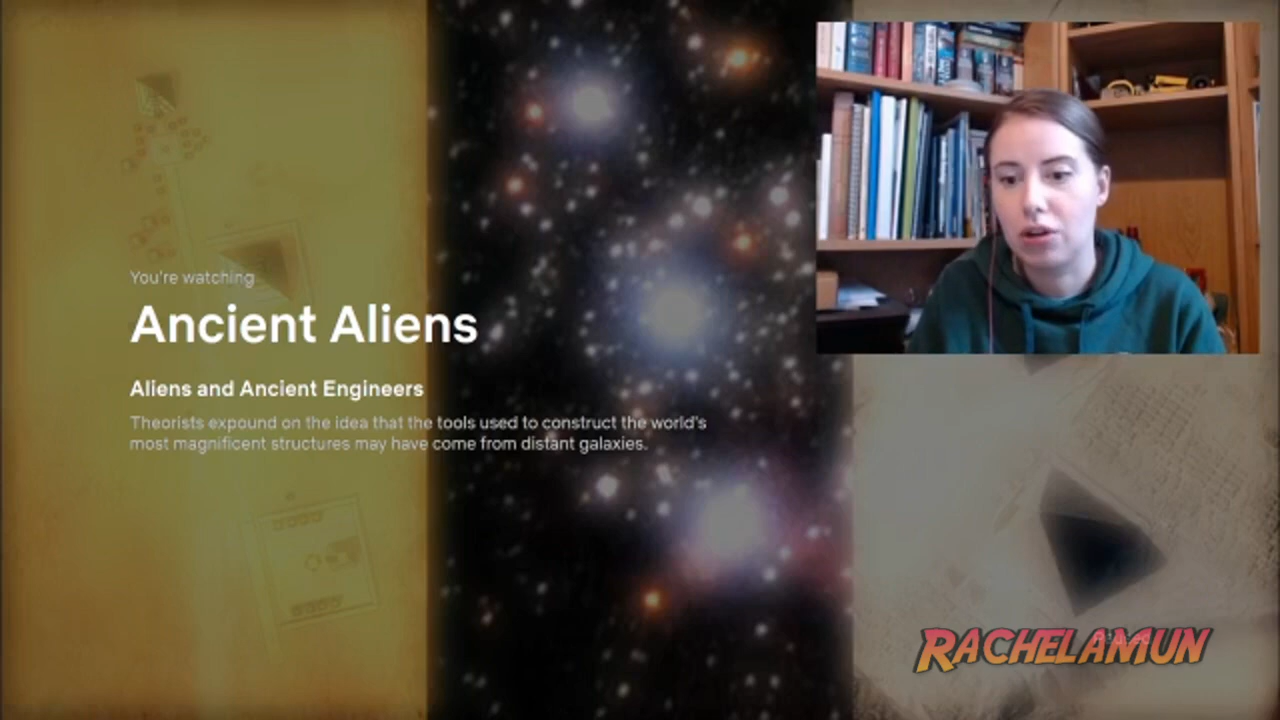 You're watching
Ancient Aliens
Aliens and Ancient Engineers
Theorists expound on the idea that the tools used to construct the world's
most magnificent structures may have come from distant galaxies.
RACHELAMUN